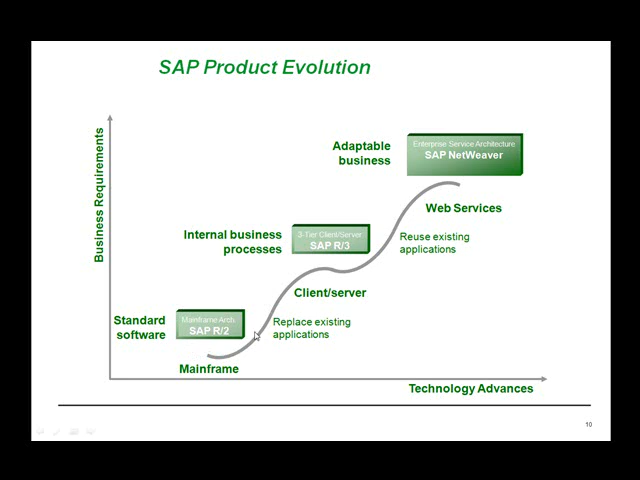 SAP Product Evolution
Business Requirements
Adaptable
business
Enterprise Service Architecture
SAP NetWeaver
Web Services
Internal business
processes
3-Tier Client/Server
SAP R/3
Reuse existing
applications
Client/server
Standard
software
Mainframe Arch.
SAP R/2
Replace existing
applications
Mainframe
Technology Advances
10